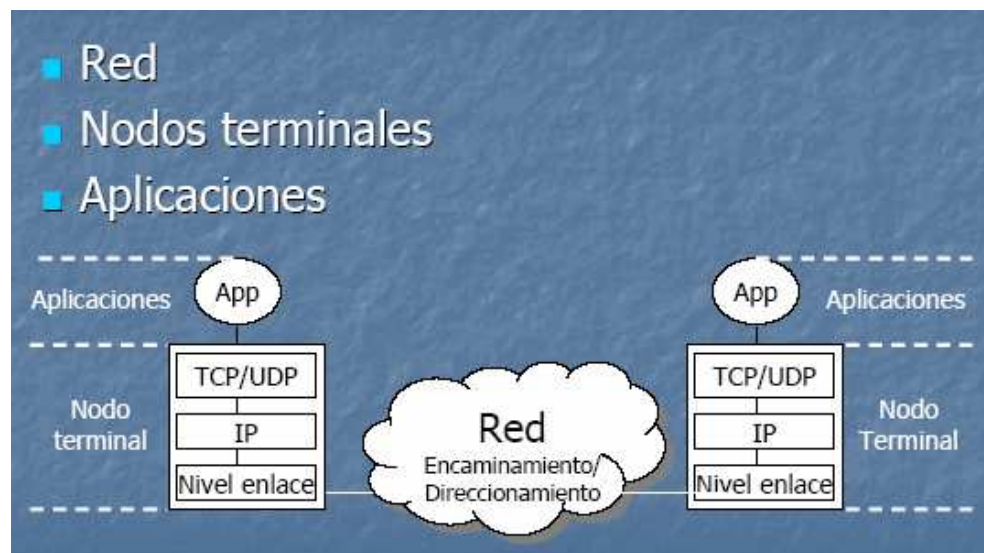 Red
Nodos terminales
Aplicaciones
Aplicaciones
App
App
Aplicaciones
Nodo
terminal
TCP/UDP
IP
Nivel enlace
Red
Encaminamiento/
Direccionamiento
TCP/UDP
IP
Nivel enlace
Nodo
Terminal